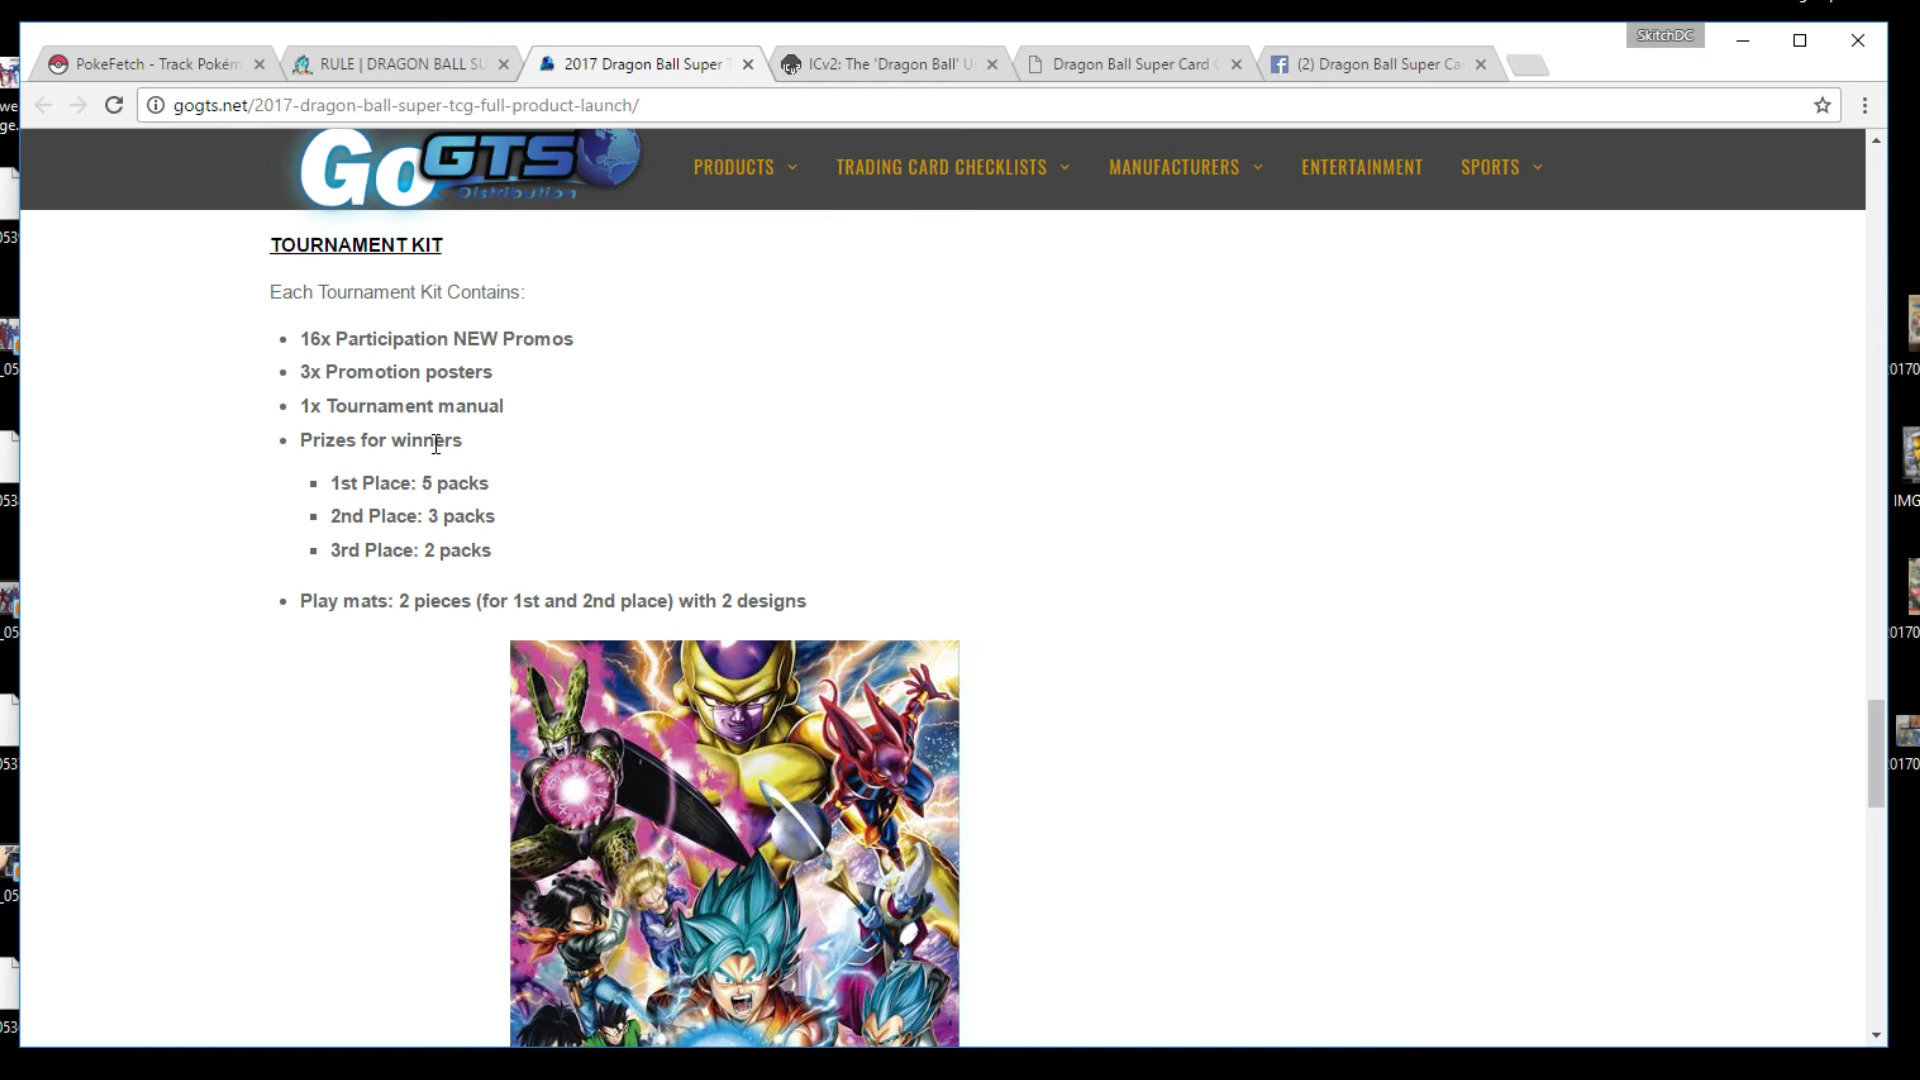 SkitchDC
PokeFetch - Track Pokém
RULE | DRAGON BALL SU
2017 Dragon Ball Super T
ICv2: The 'Dragon Ball' U
Dragon Ball Super Card G
(2) Dragon Ball Super Ca
gogts.net/2017-dragon-ball-super-tcg-full-product-launch/
Go GTS
Distribution
PRODUCTS
TRADING CARD CHECKLISTS
MANUFACTURERS
ENTERTAINMENT
SPORTS
TOURNAMENT KIT
Each Tournament Kit Contains:
16x Participation NEW Promos
3x Promotion posters
1x Tournament manual
Prizes for winners
1st Place: 5 packs
2nd Place: 3 packs
3rd Place: 2 packs
Play mats: 2 pieces (for 1st and 2nd place) with 2 designs